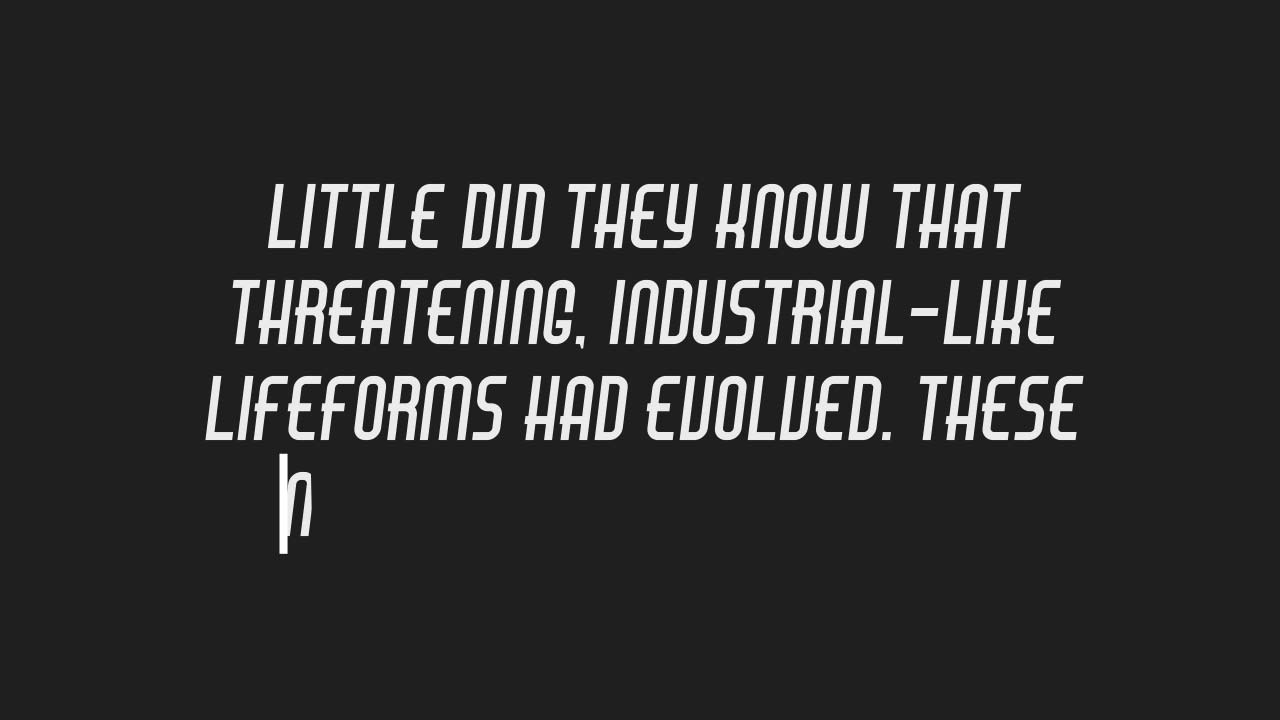 LITTLE DID THEY KNOW THAT
THREATENING, INDUSTRIAL-LIKE
LIFEFORMS HAD EVOLVED. THESE